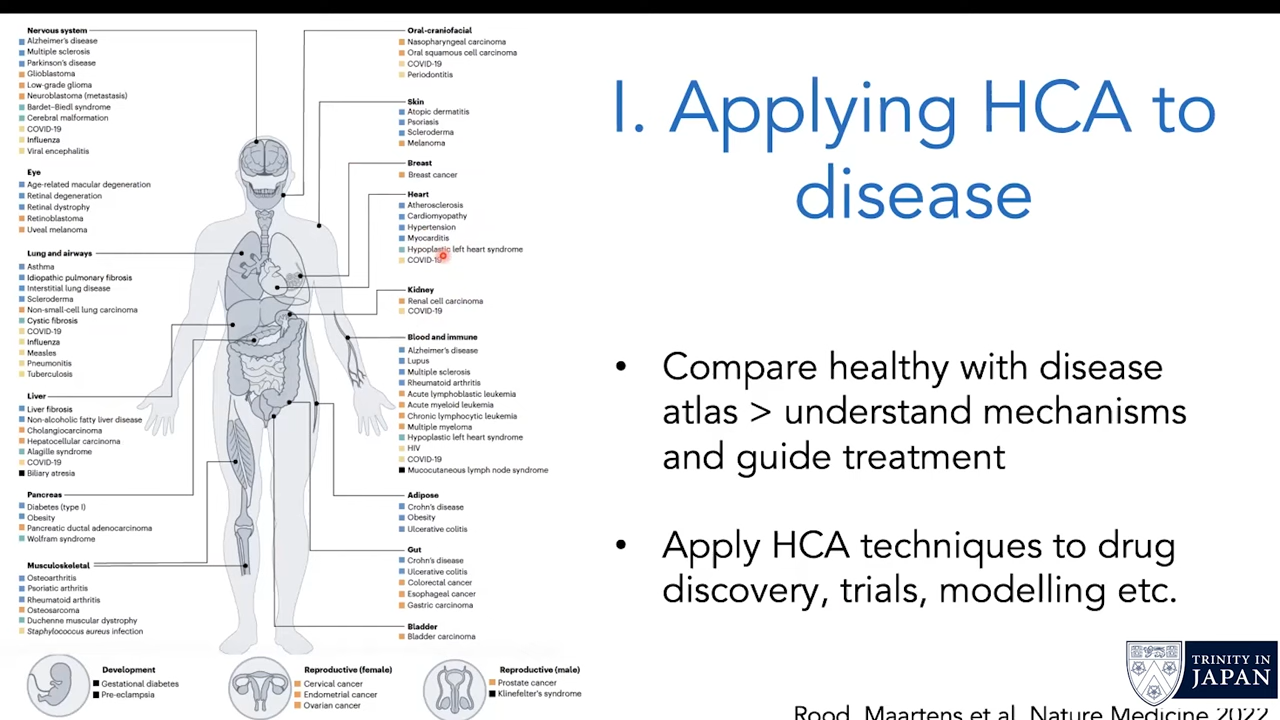 Nervous system
Alzheimer's disease
Multiple sclerosis
Parkinson's disease
Glioblastoma
Low-grade glioma
Neuroblastoma (metastasis)
Bardet–Biedl syndrome
Cerebral malformation
COVID-19
Influenza
Viral encephalitis
Eye
Age-related macular degeneration
Retinal degeneration
Retinal dystrophy
Retinoblastoma
Uveal melanoma
Lung and airways
Asthma
Idiopathic pulmonary fibrosis
Interstitial lung disease
Scleroderma
Non-small-cell lung carcinoma
Cystic fibrosis
COVID-19
Influenza
Measles
Pneumonitis
Tuberculosis
Liver
Liver fibrosis
Non-alcoholic fatty liver disease
Cholangiocarcinoma
Hepatocellular carcinoma
Alagille syndrome
COVID-19
Biliary atresia
Pancreas
Diabetes (type I)
Obesity
Pancreatic ductal adenocarcinoma
Wolfram syndrome
Musculoskeletal
Osteoarthritis
Psoriatic arthritis
Rheumatoid arthritis
Osteosarcoma
Duchenne muscular dystrophy
Staphylococcus aureus infection
Oral-craniofacial
Nasopharyngeal carcinoma
Oral squamous cell carcinoma
COVID-19
Periodontitis
Skin
Atopic dermatitis
Psoriasis
Scleroderma
Melanoma
Breast
Breast cancer
Heart
Atherosclerosis
Cardiomyopathy
Hypertension
Myocarditis
Hypoplastic left heart syndrome
COVID-19
Kidney
Renal cell carcinoma
COVID-19
Blood and immune
Alzheimer's disease
Lupus
Multiple sclerosis
Rheumatoid arthritis
Acute lymphoblastic leukemia
Acute myeloid leukemia
Chronic lymphocytic leukemia
Multiple myeloma
Hypoplastic left heart syndrome
HIV
COVID-19
Mucocutaneous lymph node syndrome
Adipose
Crohn's disease
Obesity
Ulcerative colitis
Gut
Crohn's disease
Ulcerative colitis
Colorectal cancer
Esophageal cancer
Gastric carcinoma
Bladder
Bladder carcinoma
Development
Gestational diabetes
Pre-eclampsia
Reproductive (female)
Cervical cancer
Endometrial cancer
Ovarian cancer
Reproductive (male)
Prostate cancer
Klinefelter's syndrome
I. Applying HCA to
disease
• Compare healthy with disease
atlas > understand mechanisms
and guide treatment
• Apply HCA techniques to drug
discovery, trials, modelling etc.
TRINITY IN
JAPAN
Rood, Maartens et al, Nature Medicine 2022